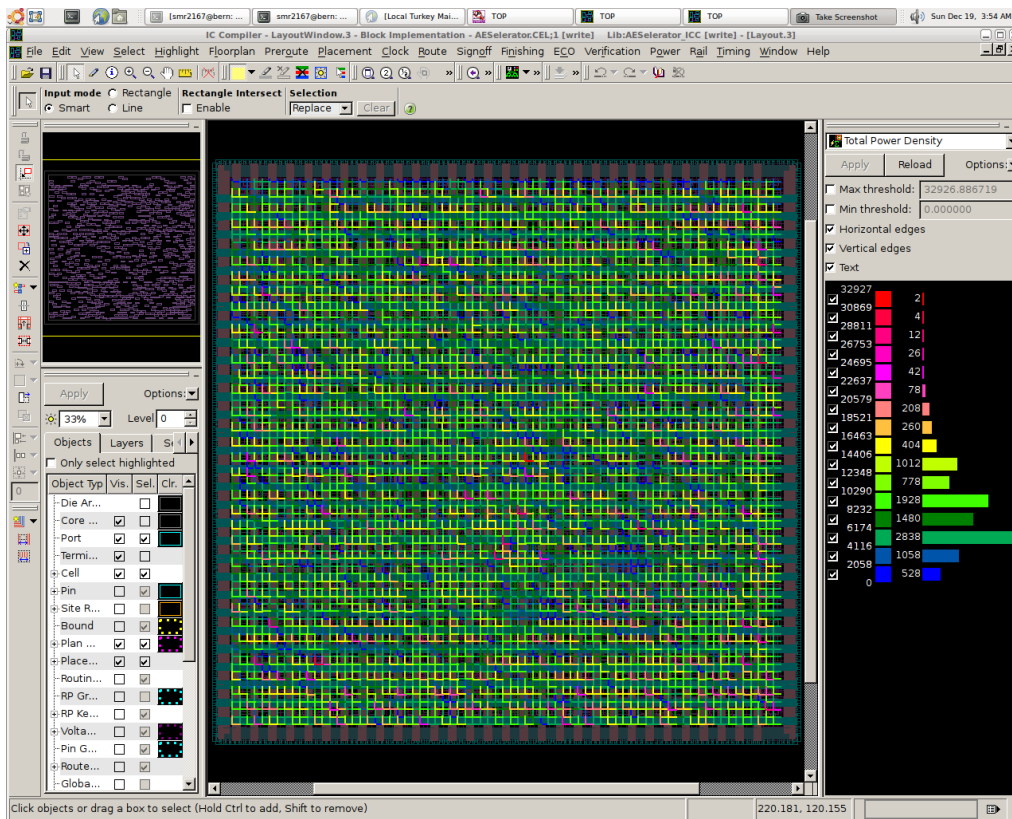 [smr2167@bern: ...
smr2167@bern: ...
[Local Turkey Mai...
TOP
TOP
TOP
Take Screenshot
Sun Dec 19, 3:54 AM
IC Compiler - LayoutWindow.3 - Block Implementation - AESelerator.CEL;1 [write] Lib:AESelerator_ICC [write] - [Layout.3]
File Edit View Select Highlight Floorplan Preroute Placement Clock Route Signoff Finishing ECO Verification Power Rail Timing Window Help
Input mode Rectangle Rectangle Intersect Selection
Smart Line Enable Replace Clear
Total Power Density
Apply Reload Options:
Max threshold: 32926.886719
Min threshold: 0.000000
Horizontal edges
Vertical edges
Text
32927
2
30869
4
28811
12
26753
26
24695
42
22637
78
20579
208
18521
260
16463
404
14406
1012
12348
778
10290
1928
8232
1480
6174
2838
4116
1058
2058
528
0
Apply Options:
33% Level 0
Objects Layers
Only select highlighted
Object Typ Vis. Sel. Clr.
Die Ar...
Core ...
Port
Termi...
Cell
Pin
Site R...
Bound
Plan ...
Place...
Routin...
RP Gr...
RP Ke...
Volta...
Pin G...
Route...
Globa...
0
Click objects or drag a box to select (Hold Ctrl to add, Shift to remove)
220.181, 120.155